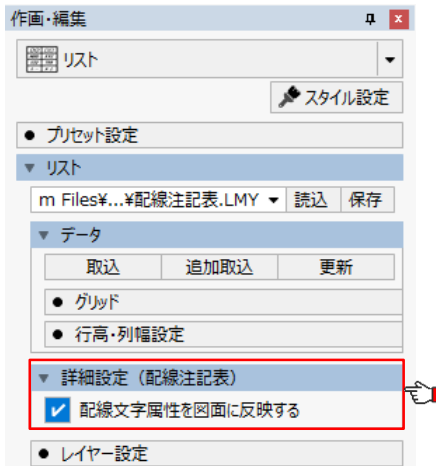 作画・編集
リスト
スタイル設定
プリセット設定
リスト
m Files¥...¥配線注記表.LMY 読込 保存
データ
取込 追加取込 更新
グリッド
行高・列幅設定
詳細設定（配線注記表）
配線文字属性を図面に反映する
レイヤー設定